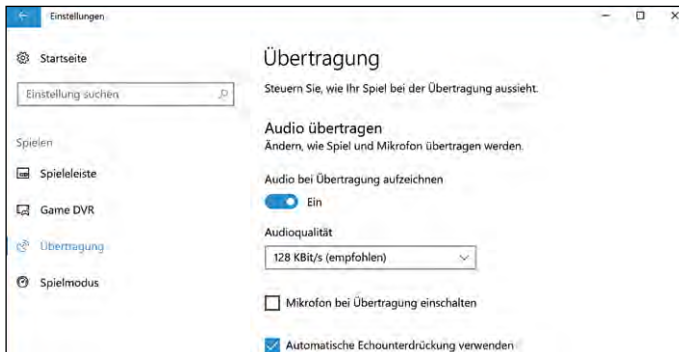 Einstellungen
Startseite
Einstellung suchen
Spielen
Spieleleiste
Game DVR
Übertragung
Spielmodus
Übertragung
Steuern Sie, wie Ihr Spiel bei der Übertragung aussieht.
Audio übertragen
Ändern, wie Spiel und Mikrofon übertragen werden.
Audio bei Übertragung aufzeichnen
Ein
Audioqualität
128 KBit/s (empfohlen)
Mikrofon bei Übertragung einschalten
Automatische Echounterdrückung verwenden